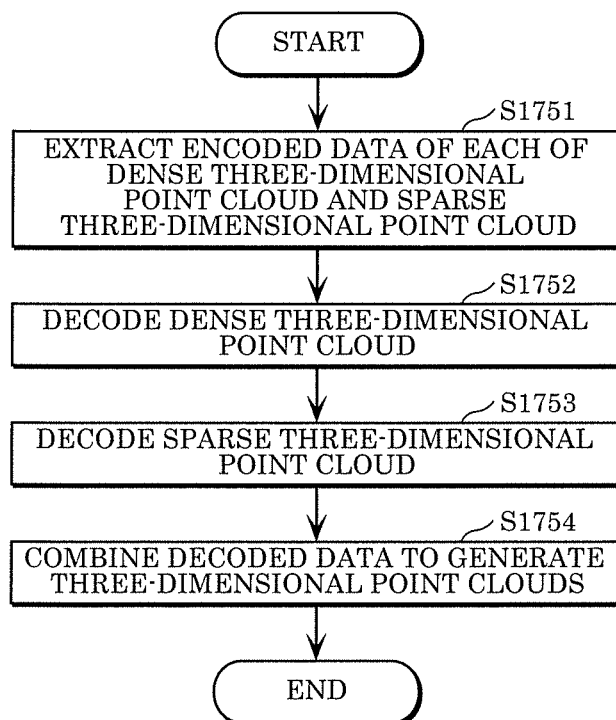 START
S1751
EXTRACT ENCODED DATA OF EACH OF
DENSE THREE-DIMENSIONAL
POINT CLOUD AND SPARSE
THREE-DIMENSIONAL POINT CLOUD
S1752
DECODE DENSE THREE-DIMENSIONAL
POINT CLOUD
S1753
DECODE SPARSE THREE-DIMENSIONAL
POINT CLOUD
S1754
COMBINE DECODED DATA TO GENERATE
THREE-DIMENSIONAL POINT CLOUDS
END